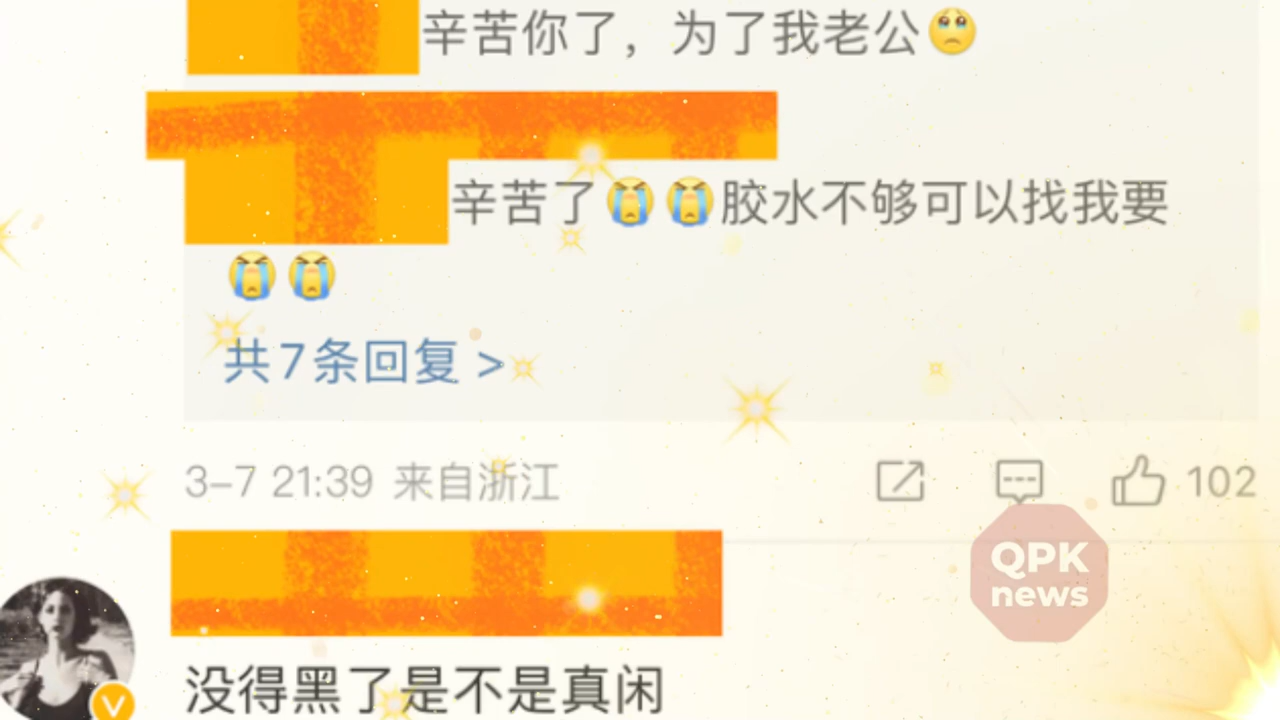 辛苦你了，为了我老公🥺
辛苦了😭😭胶水不够可以找我要
😭😭
共7条回复 >
3-7 21:39 来自浙江
102
QPK
news
没得黑了是不是真闲